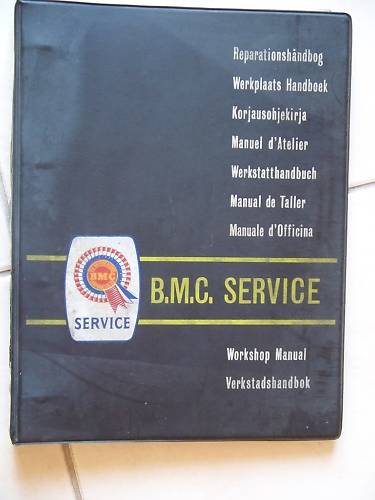 Reparationshåndbog
Werkplaats Handboek
Korjausohjekirja
Manuel d'Atelier
Werkstatthandbuch
Manual de Taller
Manuale d'Officina
BMC
SERVICE
B.M.C. SERVICE
Workshop Manual
Verkstadshandbok